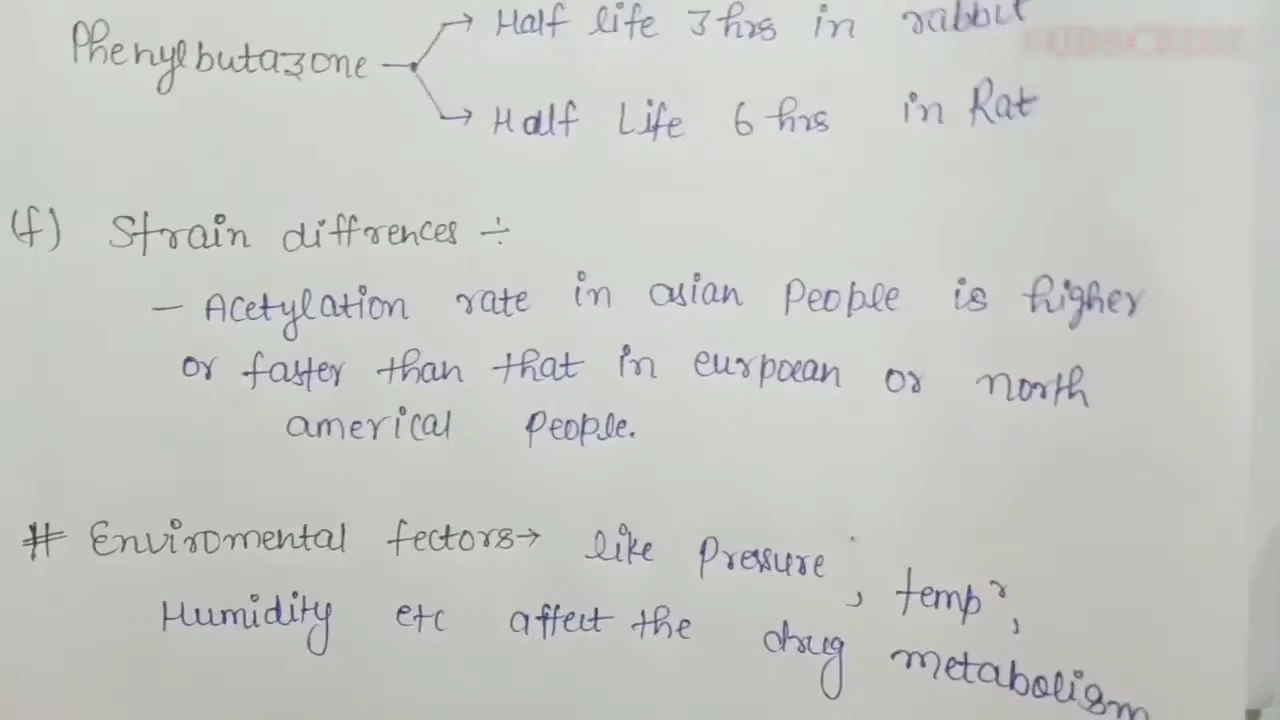 Half life 3 hrs in rabbit
SUBSCRIBE
Phenylbutazone
Half Life 6 hrs in Rat
(f) Strain diffrences ÷
- Acetylation rate in asian People is higher
or faster than that in eurpoean or north
americal People.
# Enviromental fectors→ like Pressure, tempʳ,
Humidity etc affect the drug metabolism